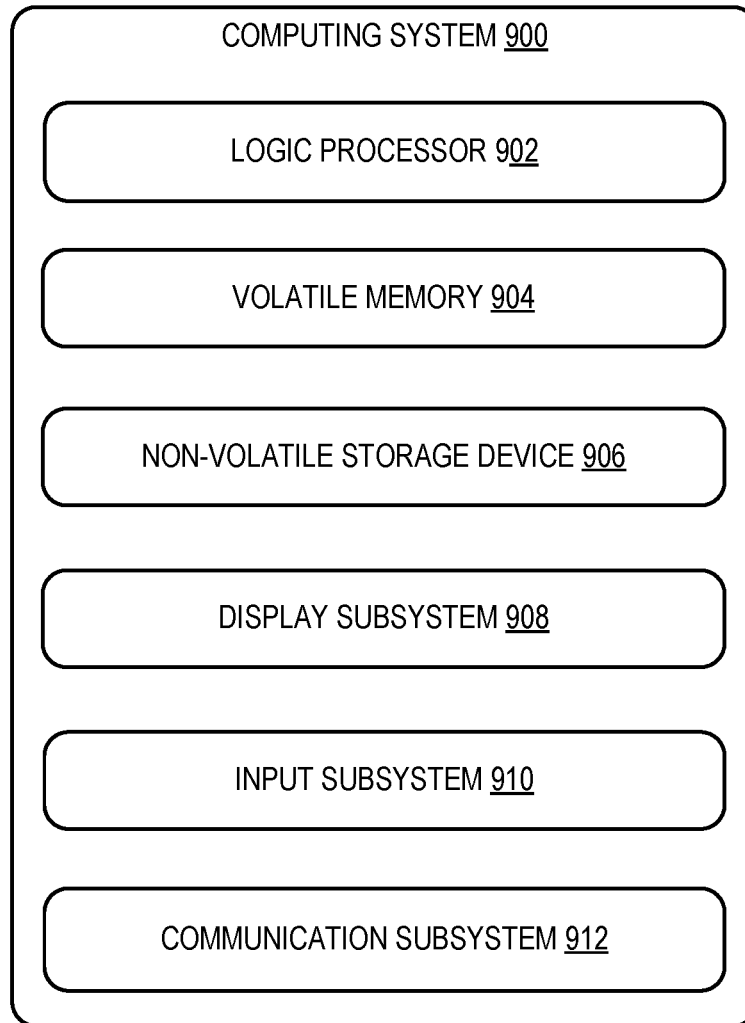 COMPUTING SYSTEM 900
LOGIC PROCESSOR 902
VOLATILE MEMORY 904
NON-VOLATILE STORAGE DEVICE 906
DISPLAY SUBSYSTEM 908
INPUT SUBSYSTEM 910
COMMUNICATION SUBSYSTEM 912